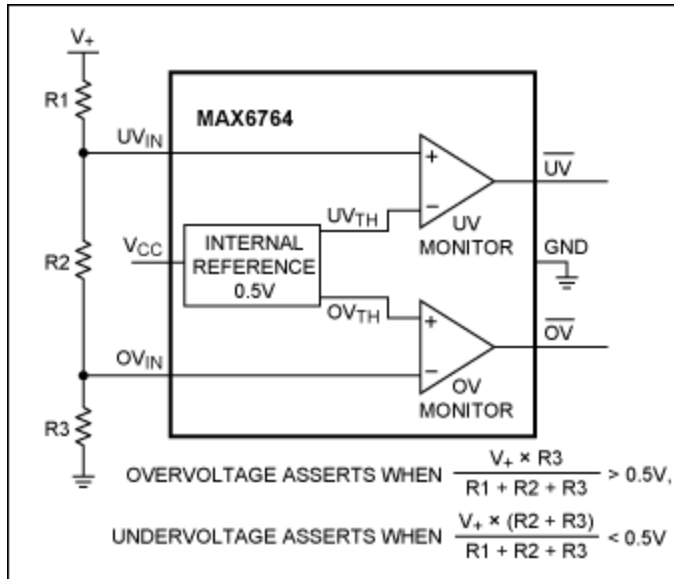 V+
R1
MAX6764
UVIN
+
UV
−
UVTH
UV
MONITOR
VCC
INTERNAL
REFERENCE
0.5V
GND
R2
OVTH
+
OV
OVIN
−
OV
MONITOR
R3
OVERVOLTAGE ASSERTS WHEN V+ × R3 / R1 + R2 + R3 > 0.5V,
UNDERVOLTAGE ASSERTS WHEN V+ × (R2 + R3) / R1 + R2 + R3 < 0.5V